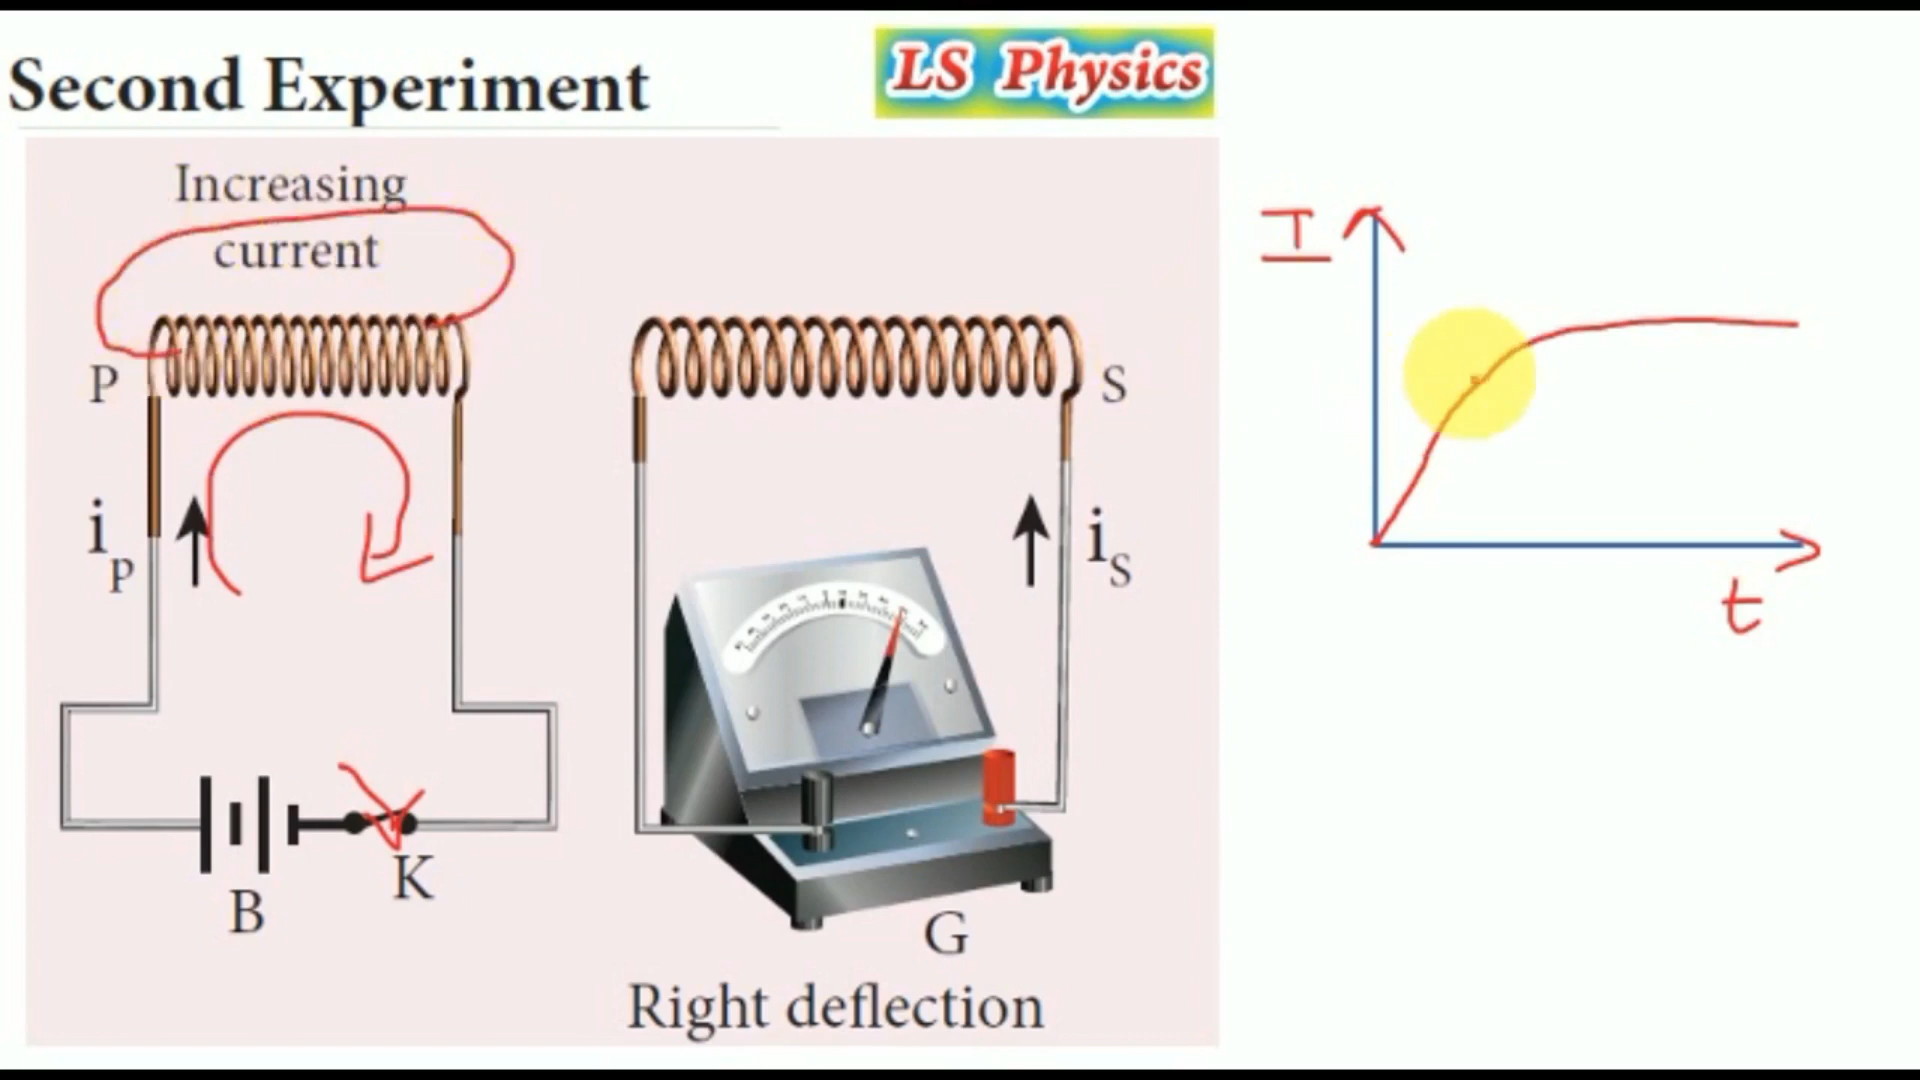 Second Experiment
LS Physics
Increasing
current
P
S
i
p
i
S
B
K
G
Right deflection
I
t